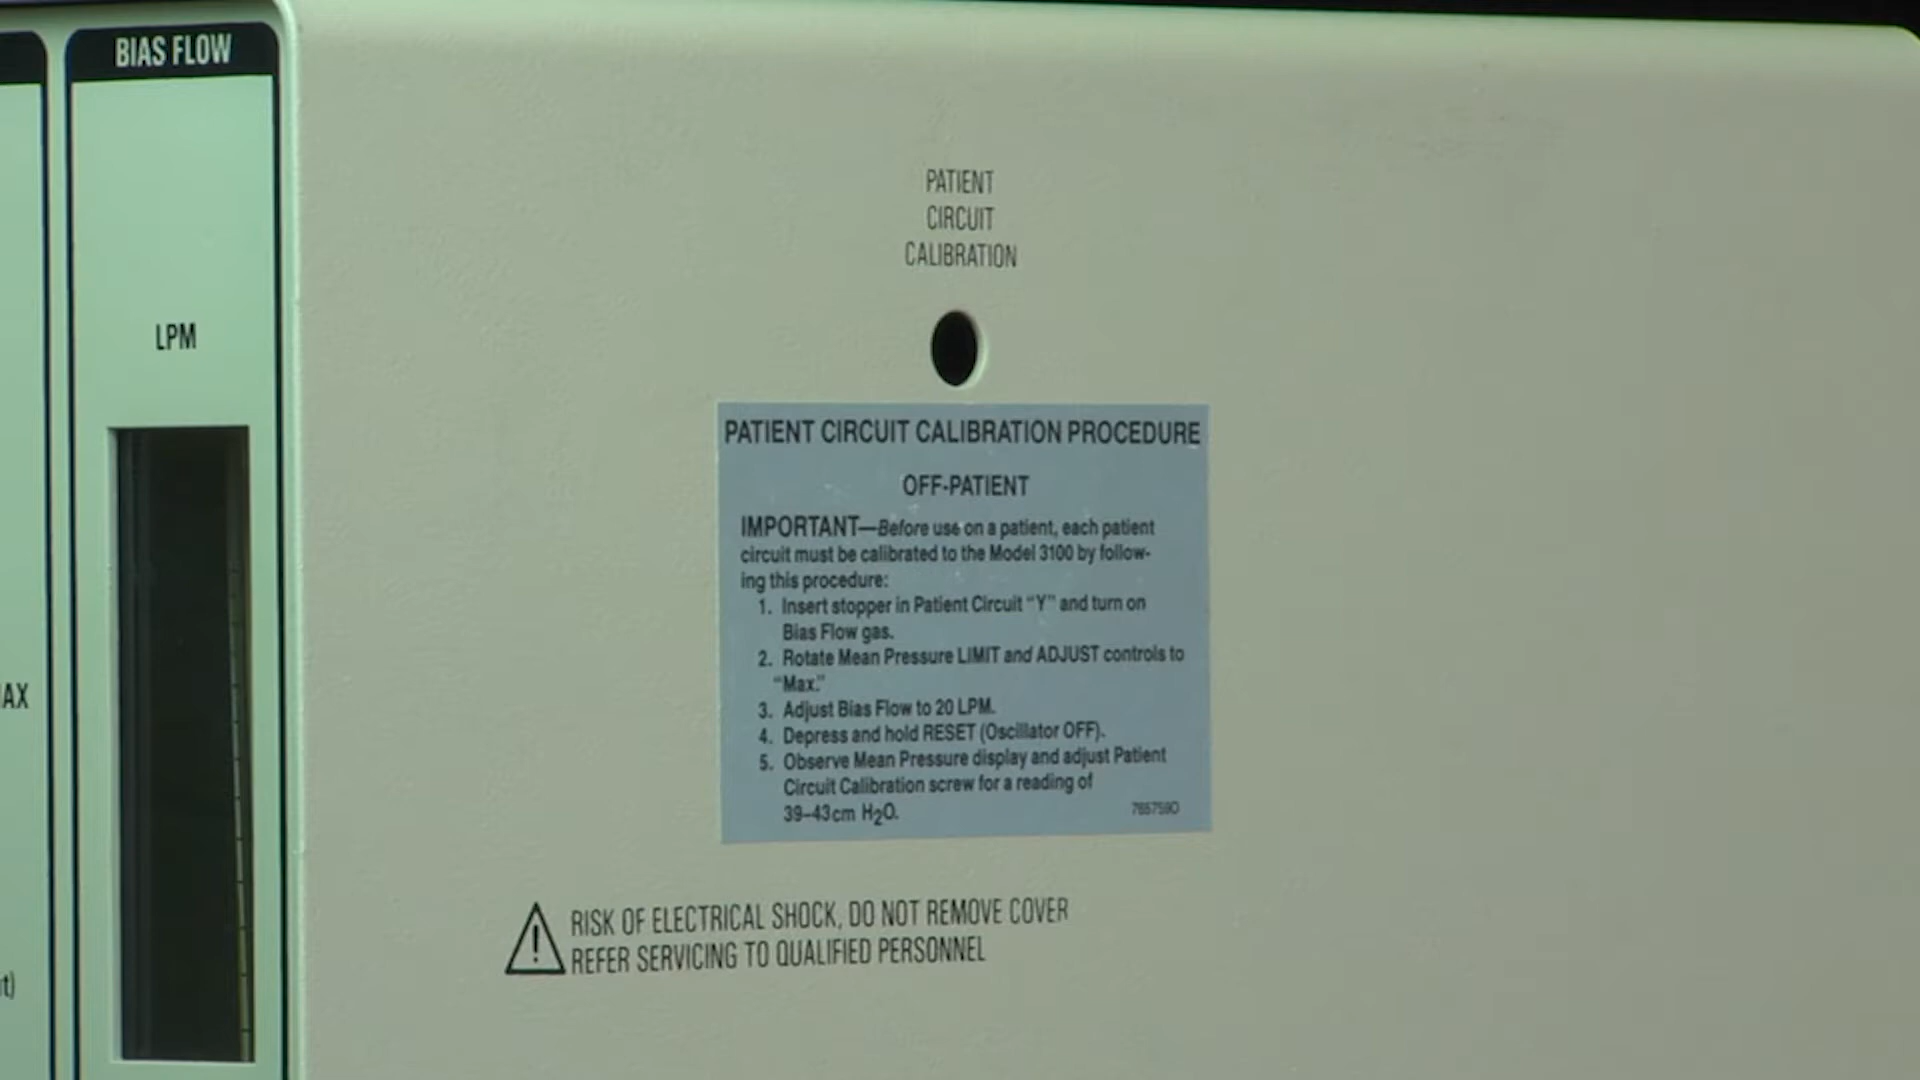 BIAS FLOW
LPM
AX
t)
PATIENT
CIRCUIT
CALIBRATION
PATIENT CIRCUIT CALIBRATION PROCEDURE
OFF-PATIENT
IMPORTANT—Before use on a patient, each patient
circuit must be calibrated to the Model 3100 by follow-
ing this procedure:
1. Insert stopper in Patient Circuit “Y” and turn on
Bias Flow gas.
2. Rotate Mean Pressure LIMIT and ADJUST controls to
“Max.”
3. Adjust Bias Flow to 20 LPM.
4. Depress and hold RESET (Oscillator OFF).
5. Observe Mean Pressure display and adjust Patient
Circuit Calibration screw for a reading of
39–43cm H₂O.
RISK OF ELECTRICAL SHOCK, DO NOT REMOVE COVER
REFER SERVICING TO QUALIFIED PERSONNEL